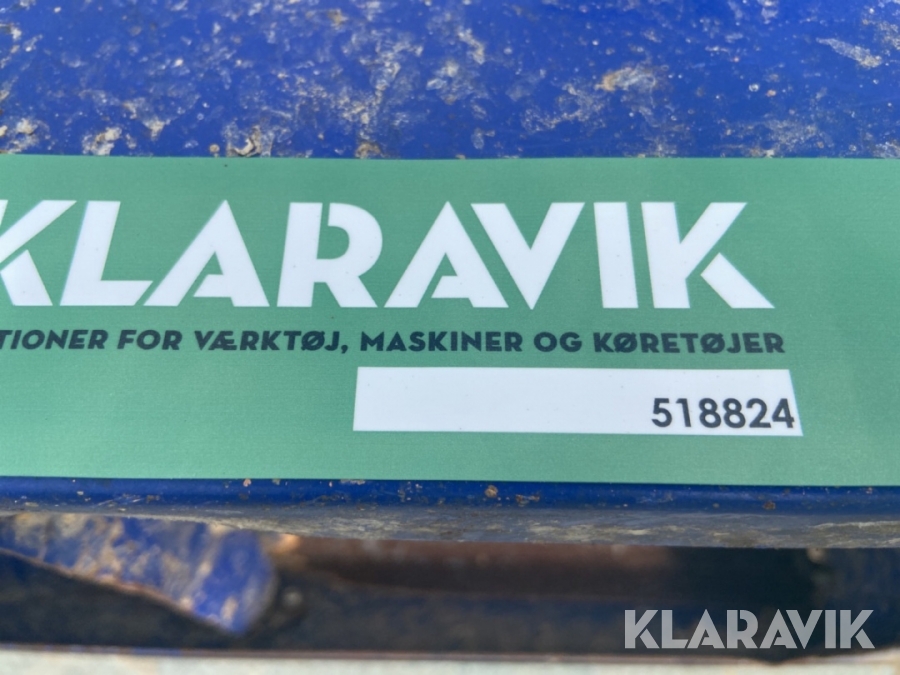 KLARAVIK
TIONER FOR VÆRKTØJ, MASKINER OG KØRETØJER
518824
KLARAVIK